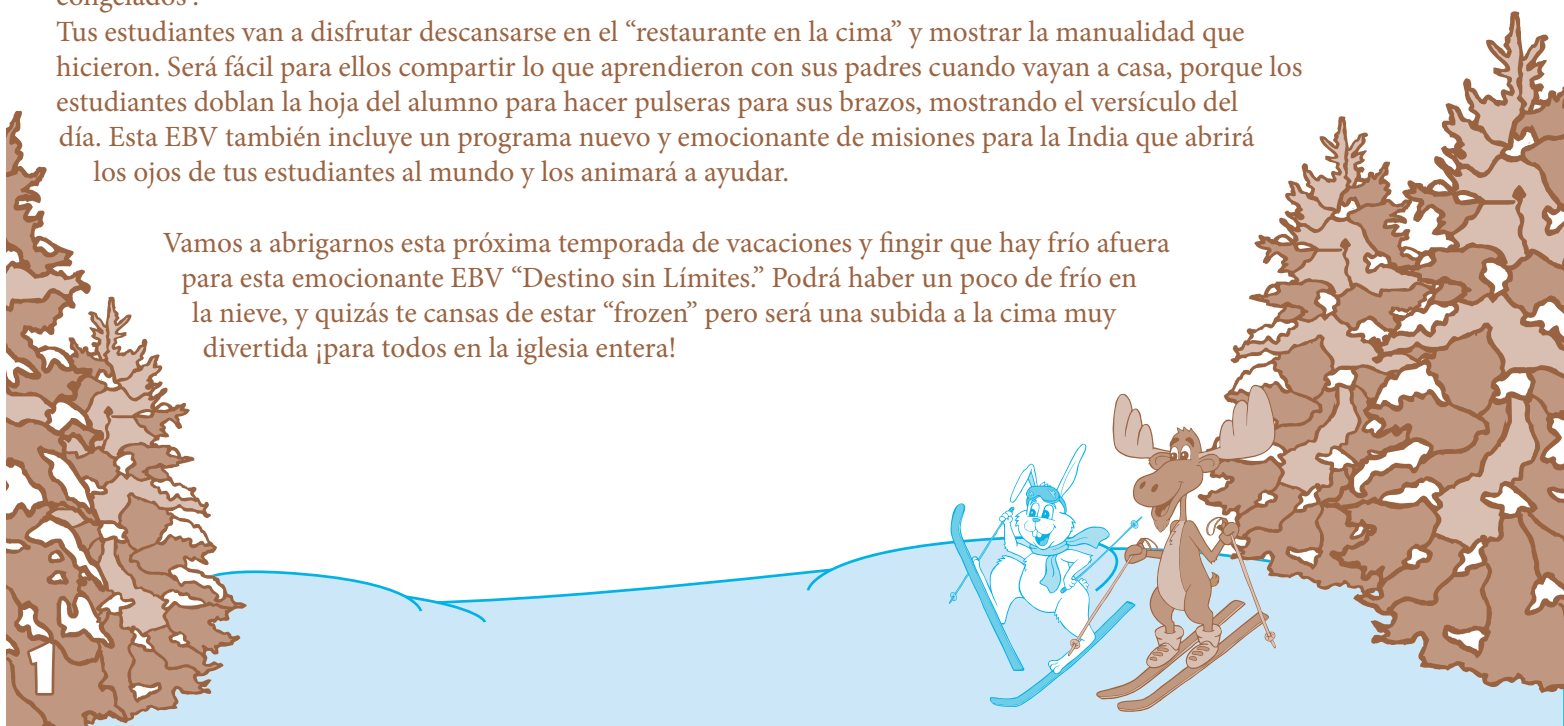 congelados".
Tus estudiantes van a disfrutar descansarse en el “restaurante en la cima” y mostrar la manualidad que
hicieron. Será fácil para ellos compartir lo que aprendieron con sus padres cuando vayan a casa, porque los
estudiantes doblan la hoja del alumno para hacer pulseras para sus brazos, mostrando el versículo del
día. Esta EBV también incluye un programa nuevo y emocionante de misiones para la India que abrirá
los ojos de tus estudiantes al mundo y los animará a ayudar.
Vamos a abrigarnos esta próxima temporada de vacaciones y fingir que hay frío afuera
para esta emocionante EBV “Destino sin Límites.” Podrá haber un poco de frío en
la nieve, y quizás te cansas de estar “frozen” pero será una subida a la cima muy
divertida ¡para todos en la iglesia entera!
1